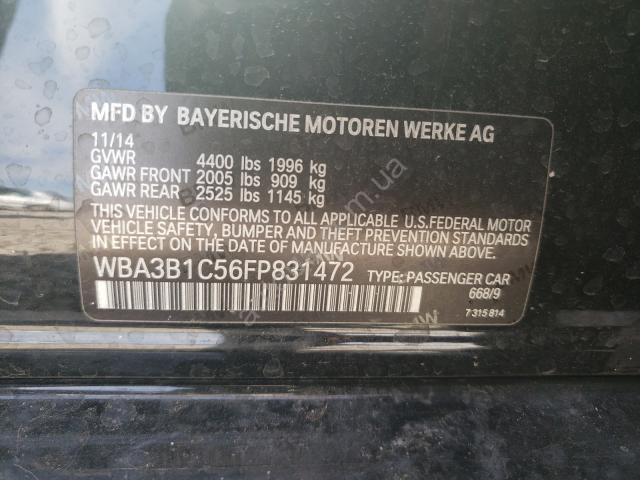 MFD BY BAYERISCHE MOTOREN WERKE AG
11/14
GVWR 4400 lbs 1996 kg
GAWR FRONT 2005 lbs 909 kg
GAWR REAR 2525 lbs 1145 kg
THIS VEHICLE CONFORMS TO ALL APPLICABLE U.S.FEDERAL MOTOR
VEHICLE SAFETY, BUMPER AND THEFT PREVENTION STANDARDS
IN EFFECT ON THE DATE OF MANUFACTURE SHOWN ABOVE.
WBA3B1C56FP831472 TYPE: PASSENGER CAR
668/9
7 315 814